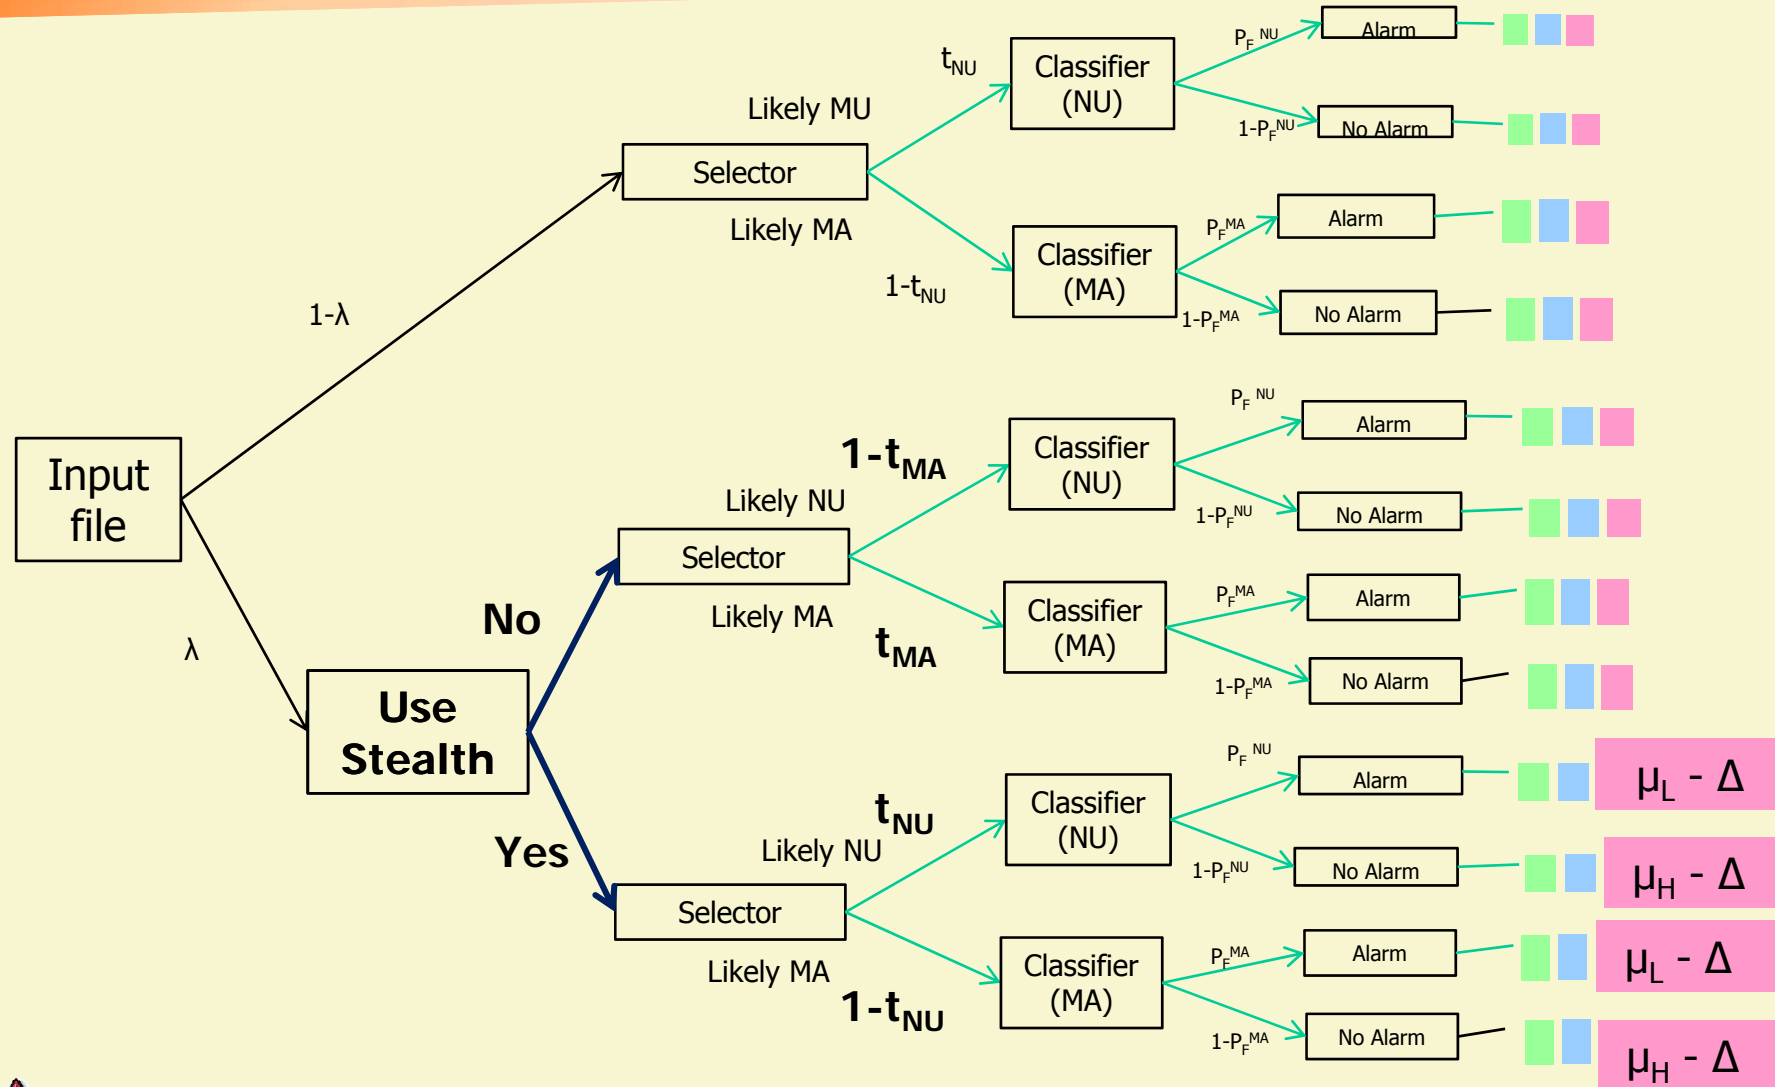 P_F^NU
Alarm
t_NU
Classifier
(NU)
Likely MU
1-P_F^NU
No Alarm
Selector
Likely MA
P_F^MA
Alarm
Classifier
(MA)
1-t_NU
1-P_F^MA
No Alarm
1-λ
Input
file
P_F^NU
Alarm
1-t_MA
Classifier
(NU)
Likely NU
1-P_F^NU
No Alarm
Selector
No
Likely MA
P_F^MA
Alarm
t_MA
Classifier
(MA)
1-P_F^MA
No Alarm
λ
Use
Stealth
P_F^NU
Alarm
μ_L - Δ
t_NU
Classifier
(NU)
Yes
Likely NU
1-P_F^NU
No Alarm
μ_H - Δ
Selector
Likely MA
P_F^MA
Alarm
μ_L - Δ
1-t_NU
Classifier
(MA)
1-P_F^MA
No Alarm
μ_H - Δ